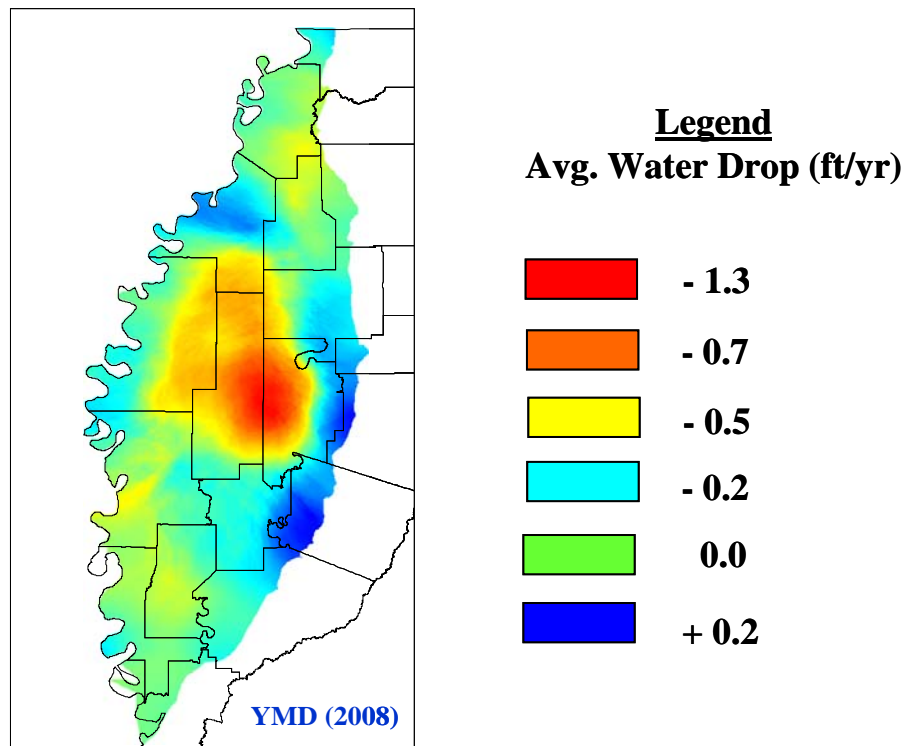 Legend
Avg. Water Drop (ft/yr)
- 1.3
- 0.7
- 0.5
- 0.2
0.0
+ 0.2
YMD (2008)